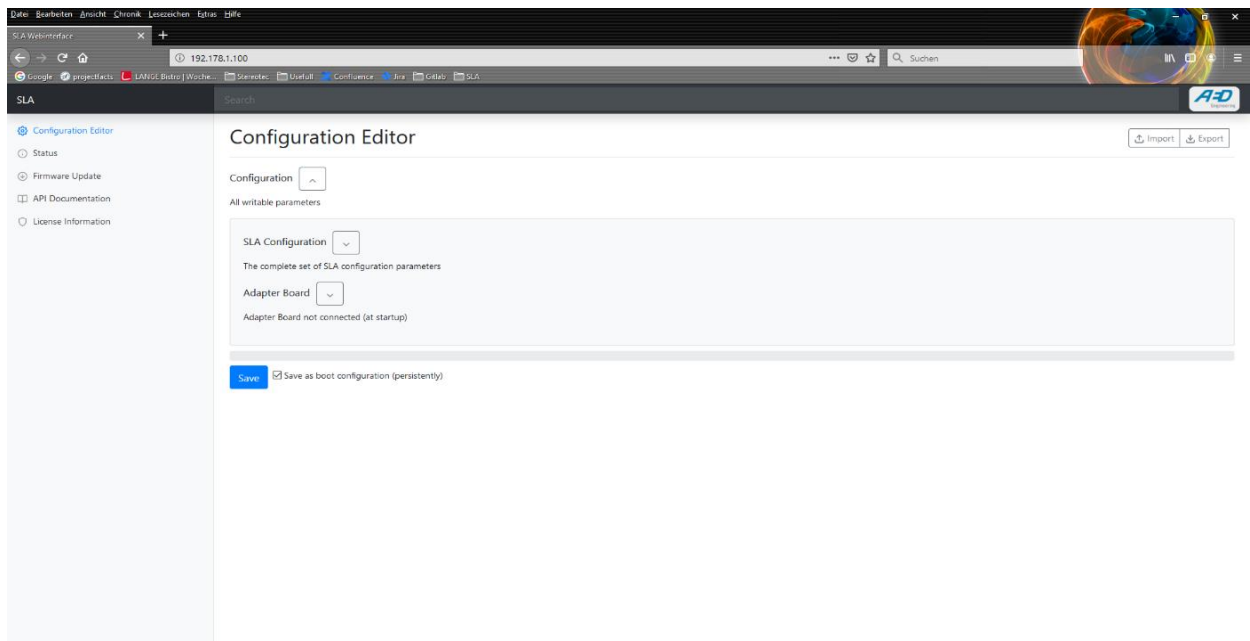 Datei Bearbeiten Ansicht Chronik Lesezeichen Extras Hilfe
SLA Webinterface
192.178.1.100
Suchen
Google projectfacts LANGE Bistro | Woche... Stereotec Usefull Confluence Jira Gitlab SLA
SLA Search AED Engineering
Configuration Editor
Status
Firmware Update
API Documentation
License Information
Configuration Editor
Import Export
Configuration
All writable parameters
SLA Configuration
The complete set of SLA configuration parameters
Adapter Board
Adapter Board not connected (at startup)
Save Save as boot configuration (persistently)